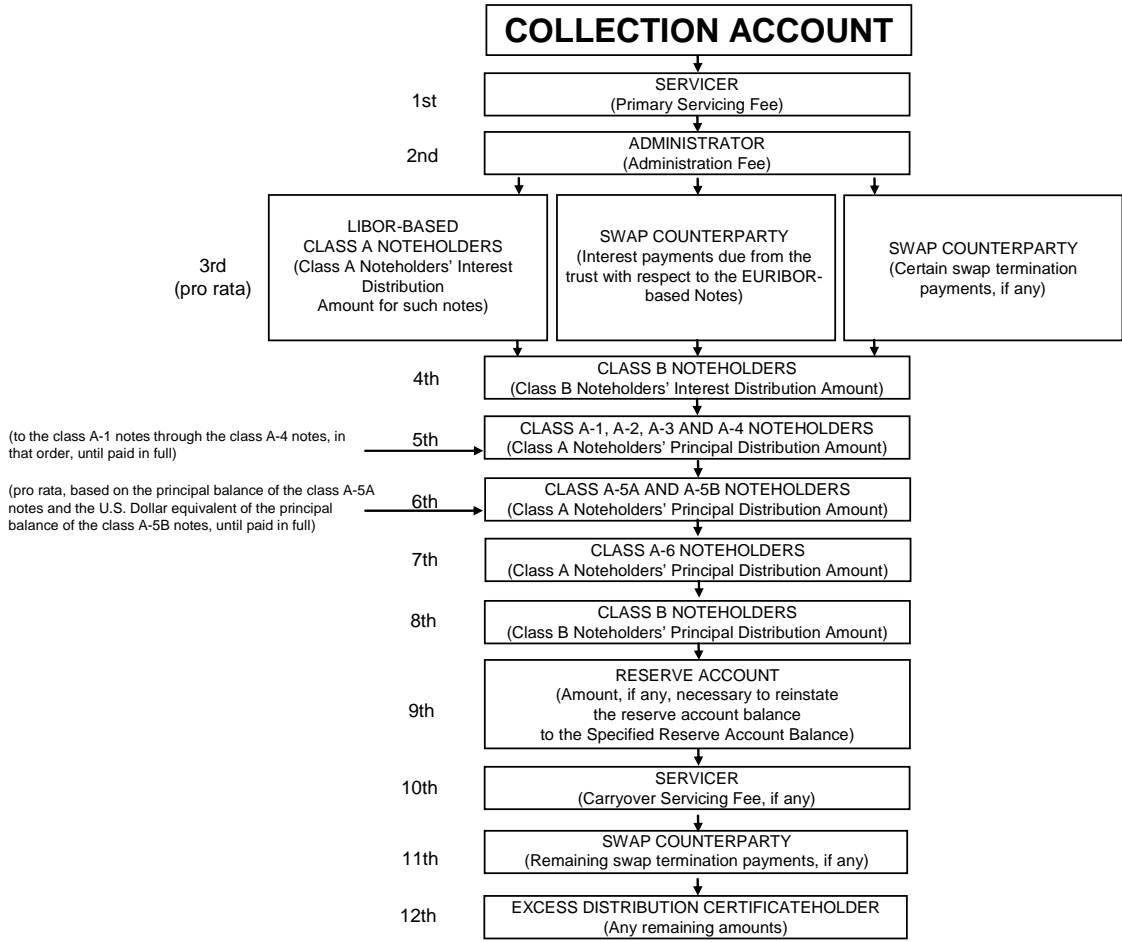 COLLECTION ACCOUNT
1st
SERVICER
(Primary Servicing Fee)
2nd
ADMINISTRATOR
(Administration Fee)
3rd
(pro rata)
LIBOR-BASED
CLASS A NOTEHOLDERS
(Class A Noteholders' Interest
Distribution
Amount for such notes)
SWAP COUNTERPARTY
(Interest payments due from the
trust with respect to the EURIBOR-
based Notes)
SWAP COUNTERPARTY
(Certain swap termination
payments, if any)
4th
CLASS B NOTEHOLDERS
(Class B Noteholders' Interest Distribution Amount)
(to the class A-1 notes through the class A-4 notes, in
that order, until paid in full)
5th
CLASS A-1, A-2, A-3 AND A-4 NOTEHOLDERS
(Class A Noteholders' Principal Distribution Amount)
(pro rata, based on the principal balance of the class A-5A
notes and the U.S. Dollar equivalent of the principal
balance of the class A-5B notes, until paid in full)
6th
CLASS A-5A AND A-5B NOTEHOLDERS
(Class A Noteholders' Principal Distribution Amount)
7th
CLASS A-6 NOTEHOLDERS
(Class A Noteholders' Principal Distribution Amount)
8th
CLASS B NOTEHOLDERS
(Class B Noteholders' Principal Distribution Amount)
9th
RESERVE ACCOUNT
(Amount, if any, necessary to reinstate
the reserve account balance
to the Specified Reserve Account Balance)
10th
SERVICER
(Carryover Servicing Fee, if any)
11th
SWAP COUNTERPARTY
(Remaining swap termination payments, if any)
12th
EXCESS DISTRIBUTION CERTIFICATEHOLDER
(Any remaining amounts)